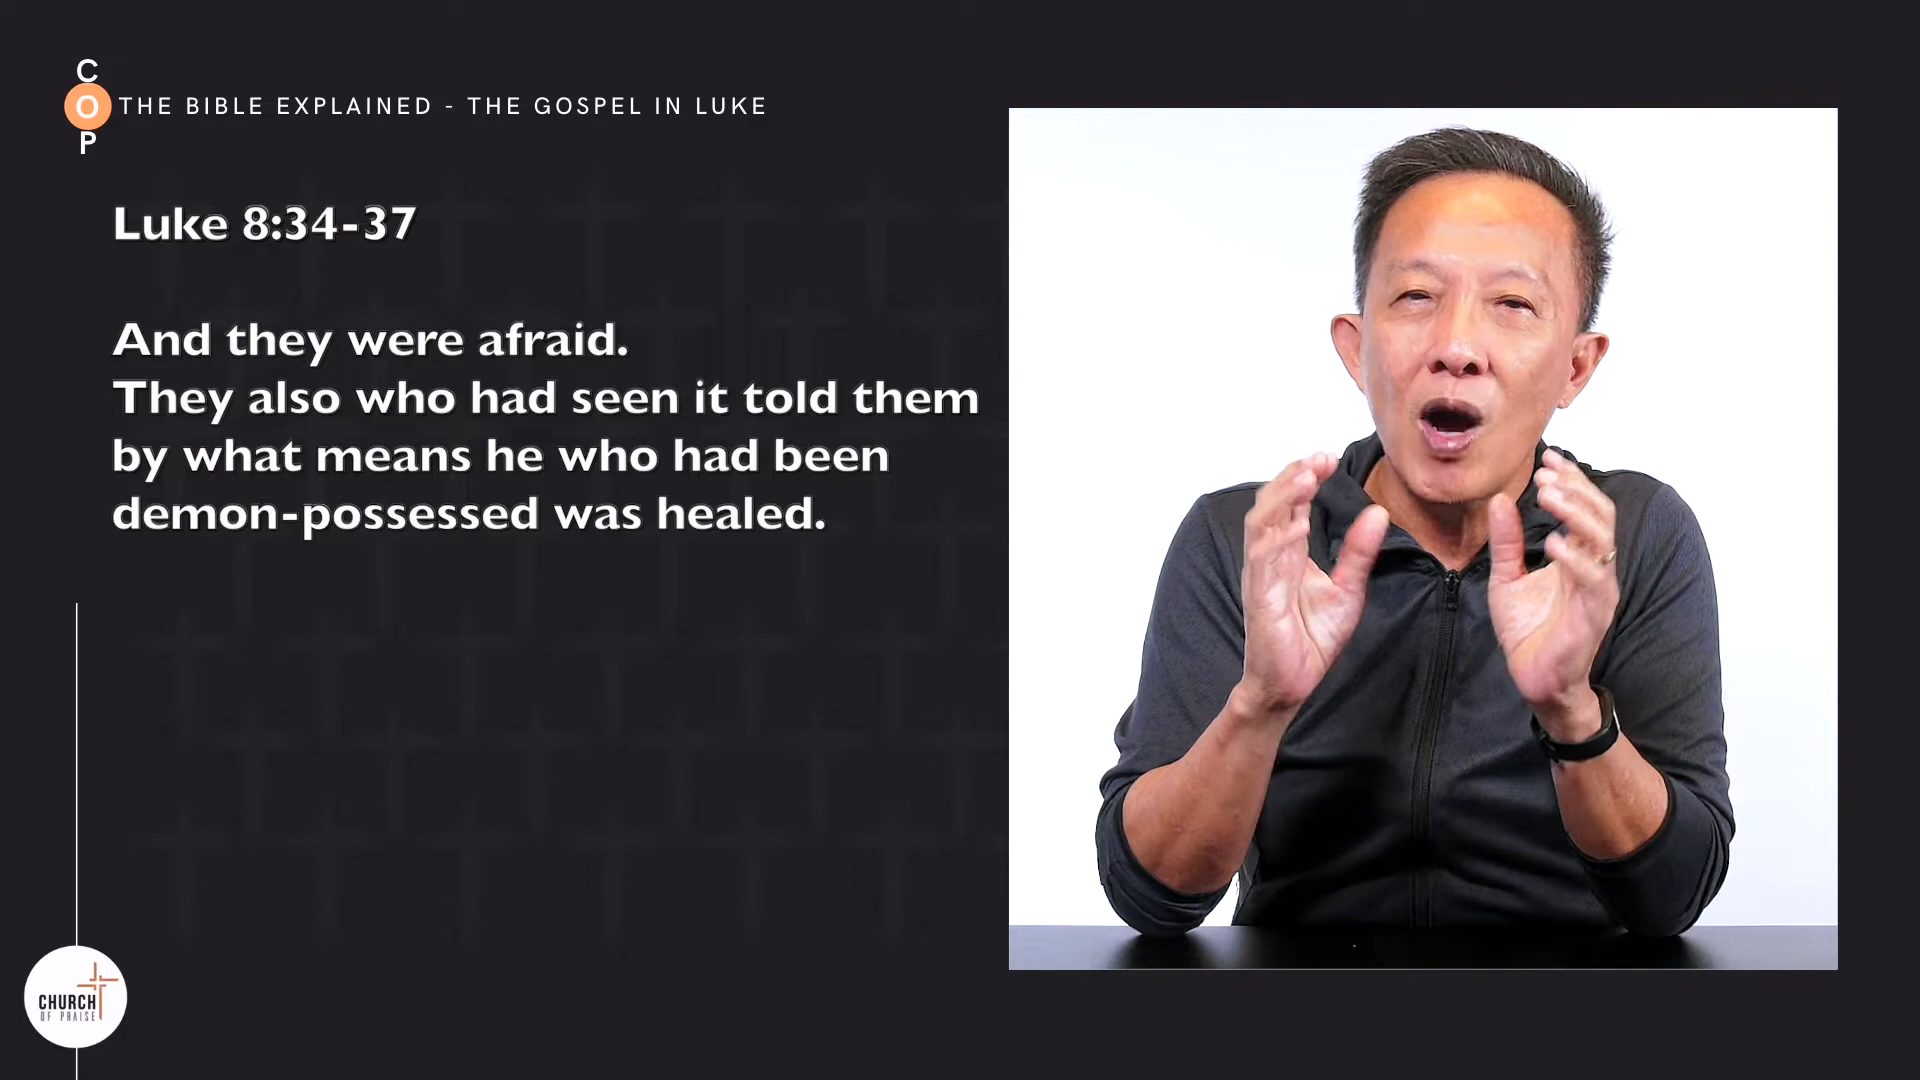 C
O
P
THE BIBLE EXPLAINED - THE GOSPEL IN LUKE
Luke 8:34-37
And they were afraid.
They also who had seen it told them
by what means he who had been
demon-possessed was healed.
CHURCH
OF PRAISE